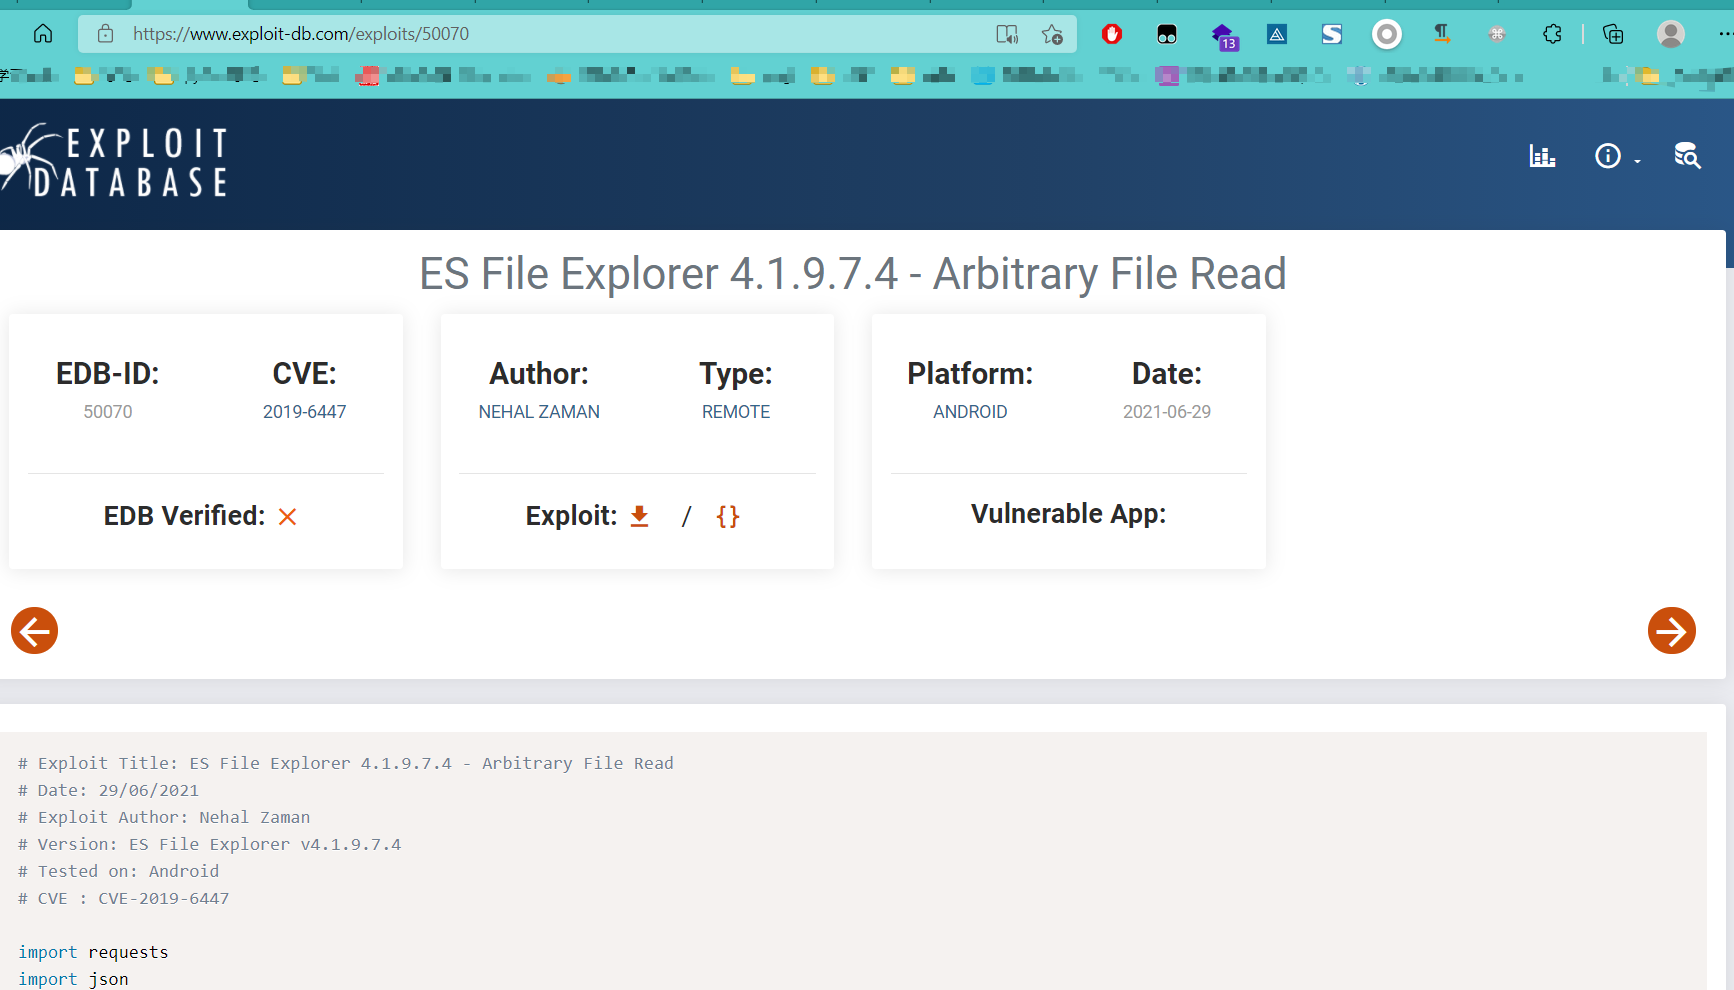 https://www.exploit-db.com/exploits/50070
13
EXPLOIT
DATABASE
ES File Explorer 4.1.9.7.4 - Arbitrary File Read
EDB-ID:
50070
CVE:
2019-6447
EDB Verified:
Author:
NEHAL ZAMAN
Type:
REMOTE
Exploit: / {}
Platform:
ANDROID
Date:
2021-06-29
Vulnerable App:
# Exploit Title: ES File Explorer 4.1.9.7.4 - Arbitrary File Read
# Date: 29/06/2021
# Exploit Author: Nehal Zaman
# Version: ES File Explorer v4.1.9.7.4
# Tested on: Android
# CVE : CVE-2019-6447
import requests
import json